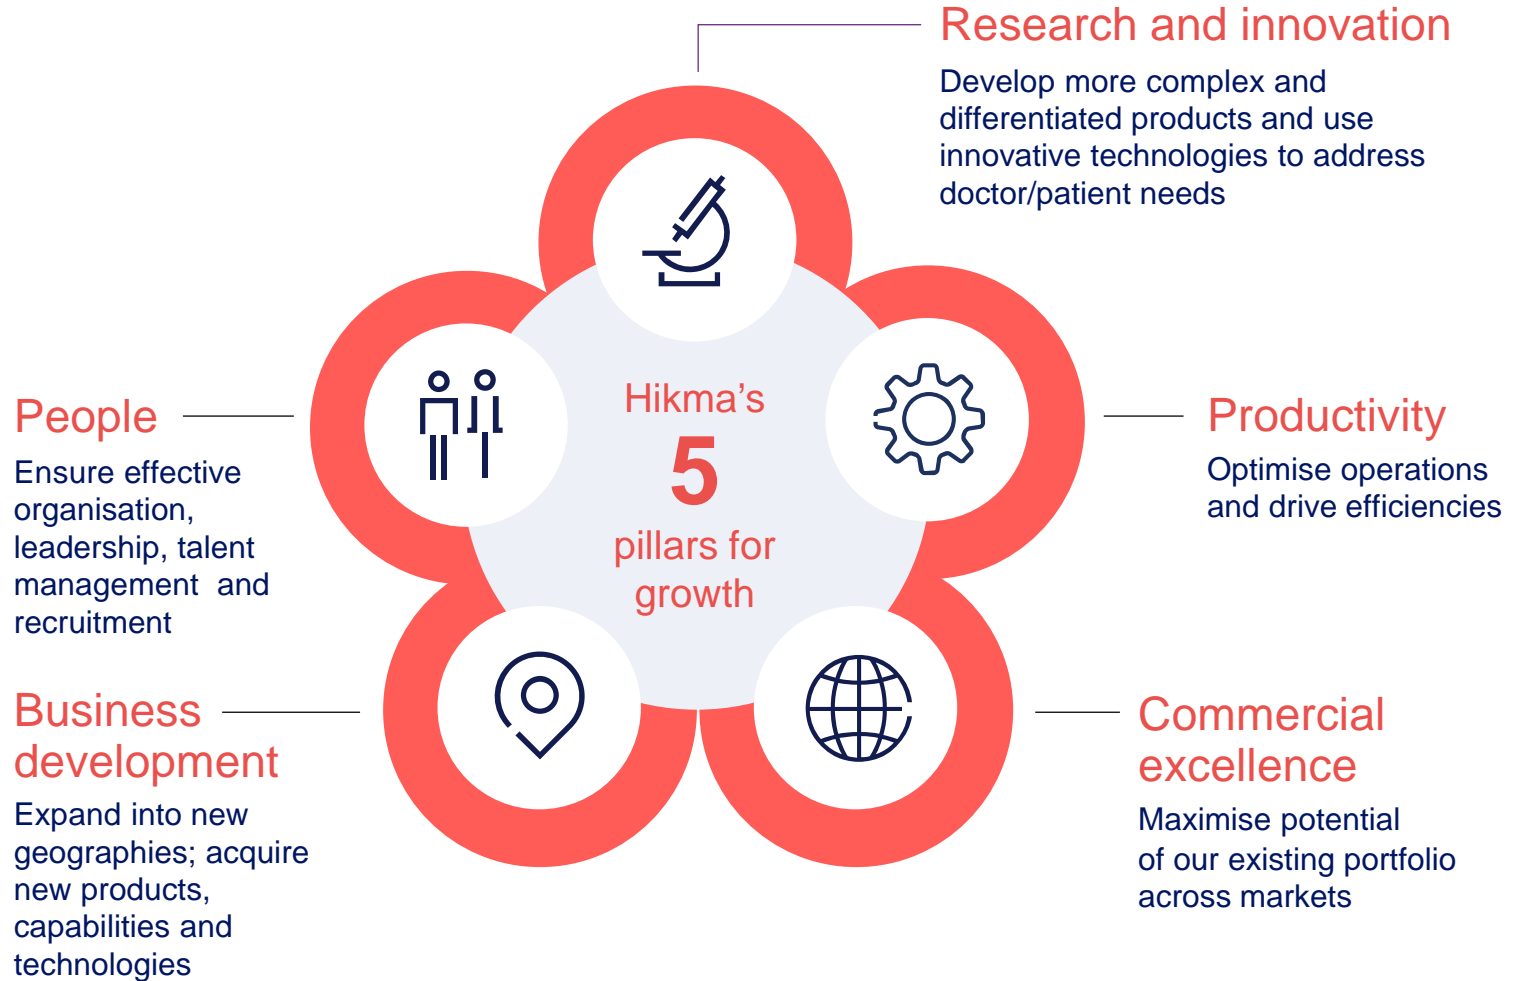 Research and innovation
Develop more complex and
differentiated products and use
innovative technologies to address
doctor/patient needs
Hikma’s
5
pillars for
growth
Productivity
Optimise operations
and drive efficiencies
Commercial
excellence
Maximise potential
of our existing portfolio
across markets
Business
development
Expand into new
geographies; acquire
new products,
capabilities and
technologies
People
Ensure effective
organisation,
leadership, talent
management  and
recruitment